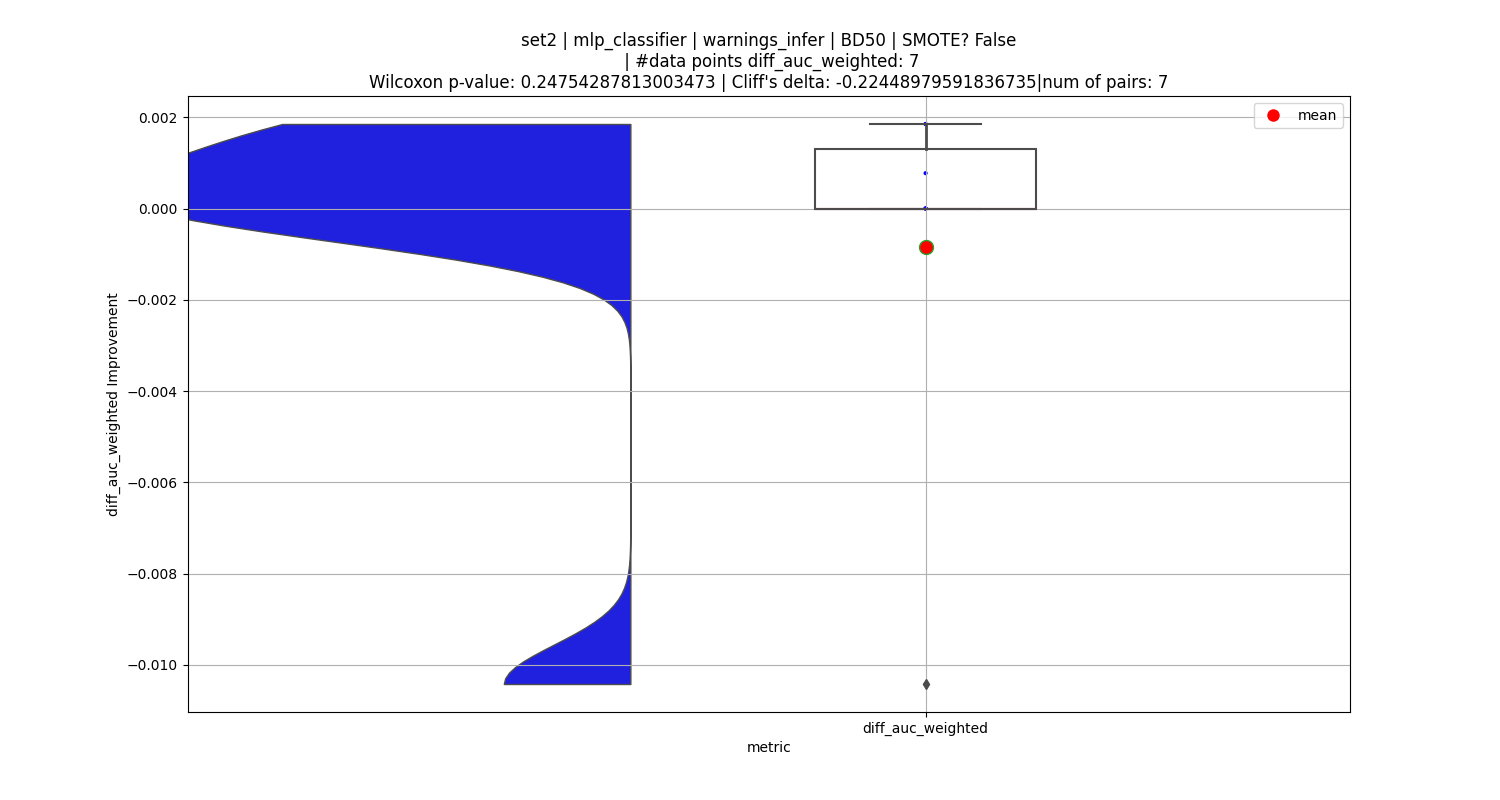 set2 | mlp_classifier | warnings_infer | BD50 | SMOTE? False
| #data points diff_auc_weighted: 7
Wilcoxon p-value: 0.24754287813003473 | Cliff's delta: -0.22448979591836735|num of pairs: 7
mean
0.002
0.000
−0.002
−0.004
−0.006
−0.008
−0.010
diff_auc_weighted Improvement
diff_auc_weighted
metric